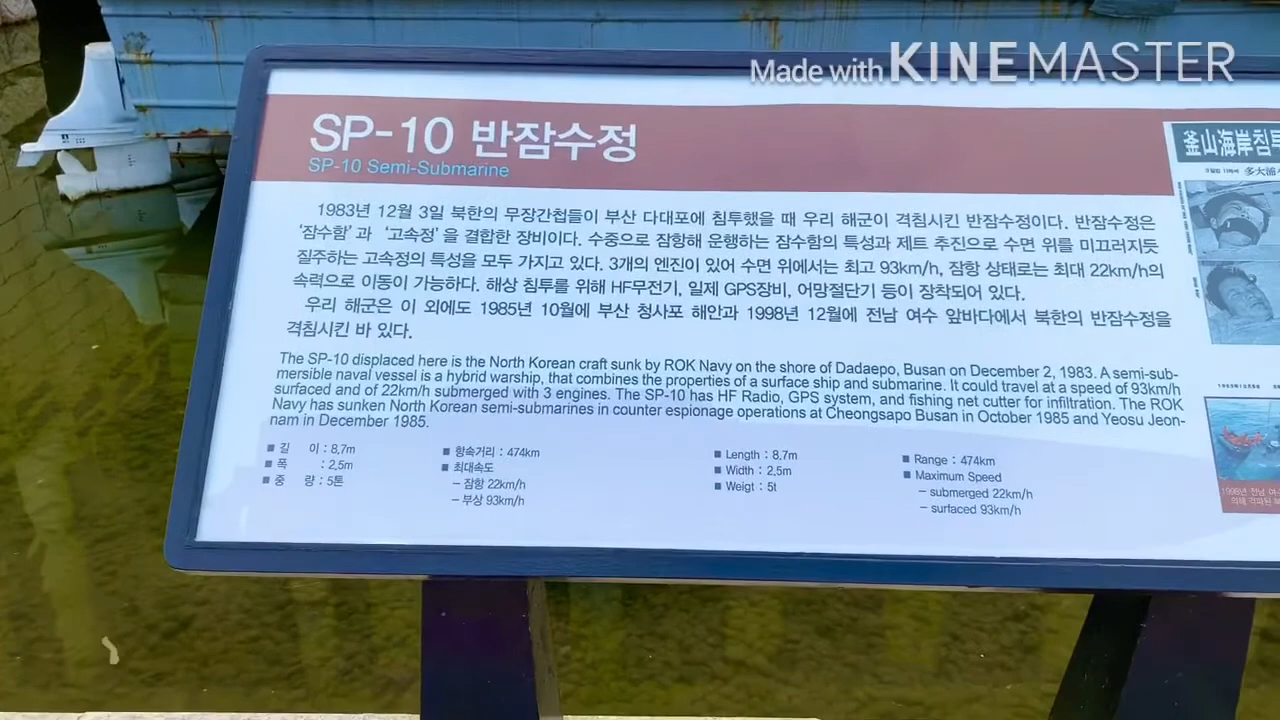 Made with KINEMASTER
SP-10 반잠수정
SP-10 Semi-Submarine
1983년 12월 3일 북한의 무장간첩들이 부산 다대포에 침투했을 때 우리 해군이 격침시킨 반잠수정이다. 반잠수정은
‘잠수함’과 ‘고속정’을 결합한 장비이다. 수중으로 잠항해 운행하는 잠수함의 특성과 제트 추진으로 수면 위를 미끄러지듯
질주하는 고속정의 특성을 모두 가지고 있다. 3개의 엔진이 있어 수면 위에서는 최고 93km/h, 잠항 상태로는 최대 22km/h의
속력으로 이동이 가능하다. 해상 침투를 위해 HF무전기, 일제 GPS장비, 어망절단기 등이 장착되어 있다.
우리 해군은 이 외에도 1985년 10월에 부산 청사포 해안과 1998년 12월에 전남 여수 앞바다에서 북한의 반잠수정을
격침시킨 바 있다.
The SP-10 displaced here is the North Korean craft sunk by ROK Navy on the shore of Dadaepo, Busan on December 2, 1983. A semi-sub-
mersible naval vessel is a hybrid warship, that combines the properties of a surface ship and submarine. It could travel at a speed of 93km/h
surfaced and of 22km/h submerged with 3 engines. The SP-10 has HF Radio, GPS system, and fishing net cutter for infiltration. The ROK
Navy has sunken North Korean semi-submarines in counter espionage operations at Cheongsapo Busan in October 1985 and Yeosu Jeon-
nam in December 1985.
■ 길 이 : 8,7m
■ 폭 : 2,5m
■ 중 량 : 5톤
■ 항속거리 : 474km
■ 최대속도
– 잠항 22km/h
– 부상 93km/h
■ Length : 8,7m
■ Width : 2,5m
■ Weigt : 5t
■ Range : 474km
■ Maximum Speed
– submerged 22km/h
– surfaced 93km/h
釜山海岸침투
多大浦
1998년 전남 여수